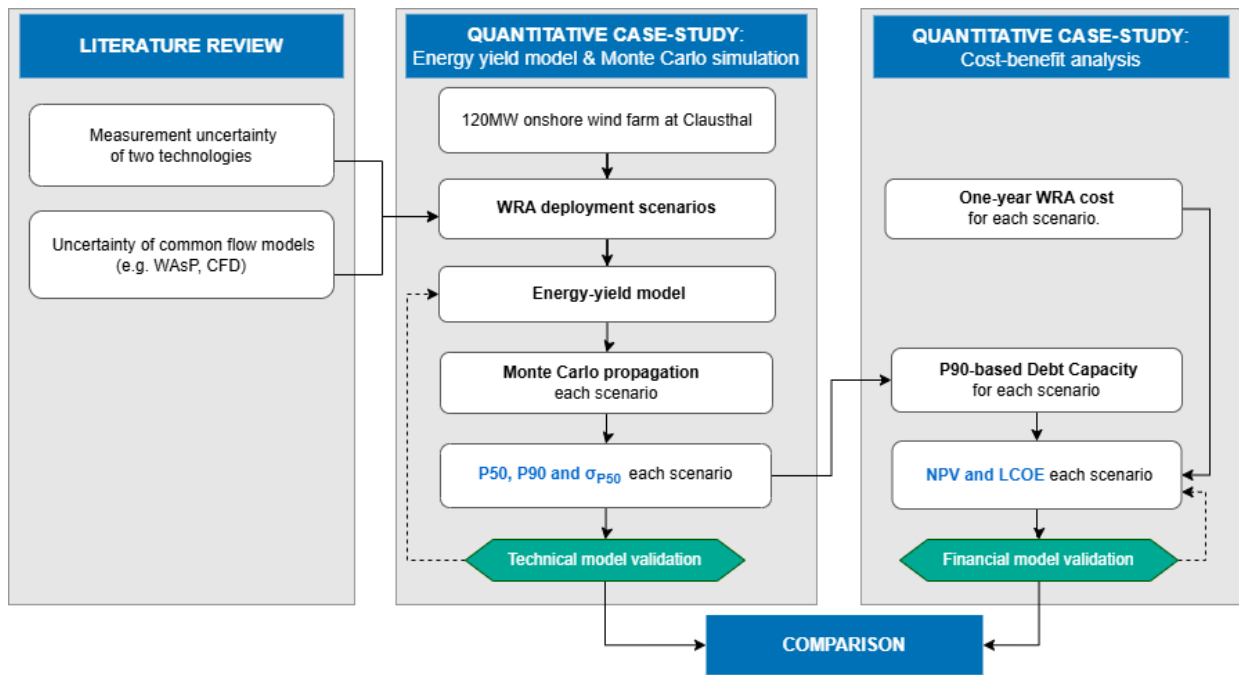 LITERATURE REVIEW
Measurement uncertainty
of two technologies
Uncertainty of common flow models
(e.g. WAsP, CFD)
QUANTITATIVE CASE-STUDY:
Energy yield model & Monte Carlo simulation
120MW onshore wind farm at Clausthal
WRA deployment scenarios
Energy-yield model
Monte Carlo propagation
each scenario
P50, P90 and σP50 each scenario
Technical model validation
QUANTITATIVE CASE-STUDY:
Cost-benefit analysis
One-year WRA cost
for each scenario.
P90-based Debt Capacity
for each scenario
NPV and LCOE each scenario
Financial model validation
COMPARISON